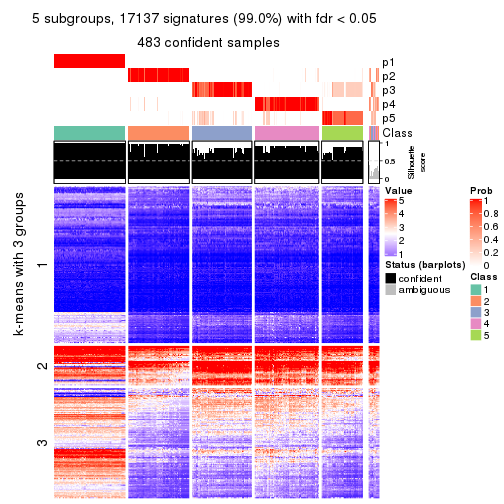 5 subgroups, 17137 signatures (99.0%) with fdr < 0.05
483 confident samples
p1
p2
p3
p4
p5
Class
1
0.5
0
Silhouette
score
k-means with 3 groups
1
2
3
Value
5
4
3
2
1
Status (barplots)
confident
ambiguous
Prob
1
0.8
0.6
0.4
0.2
0
Class
1
2
3
4
5